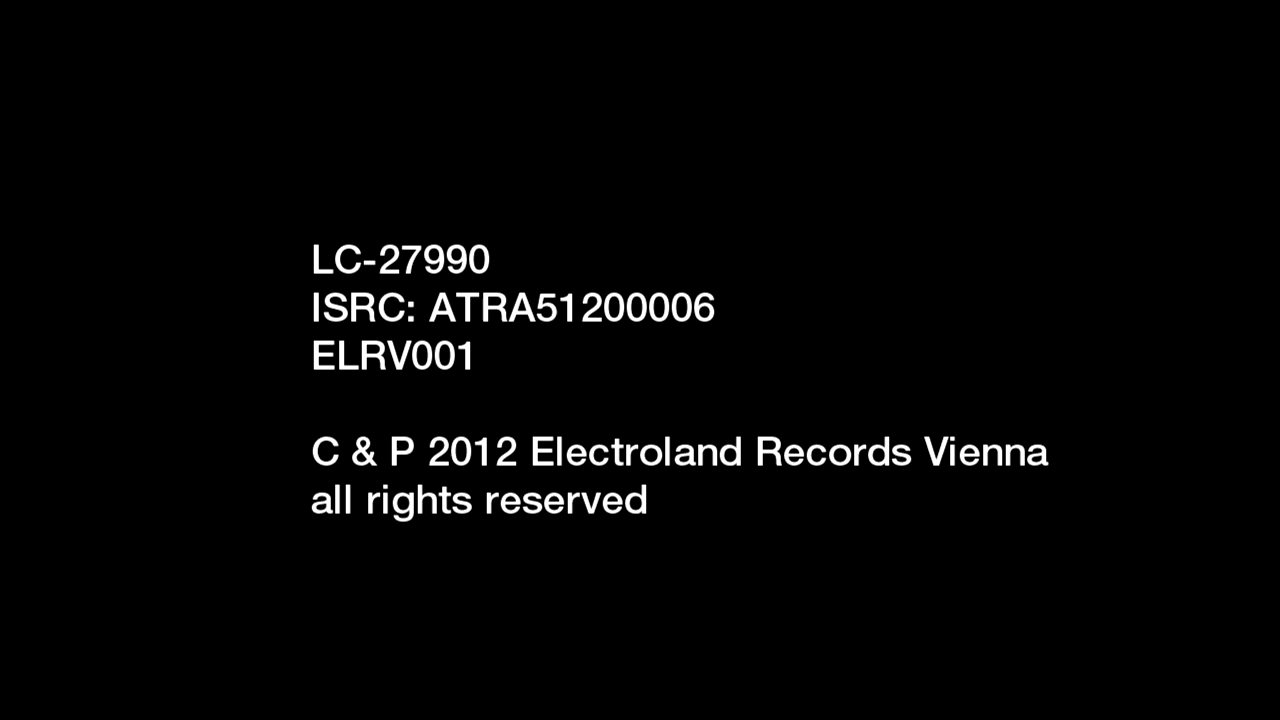 LC-27990
ISRC: ATRA51200006
ELRV001
C & P 2012 Electroland Records Vienna
all rights reserved